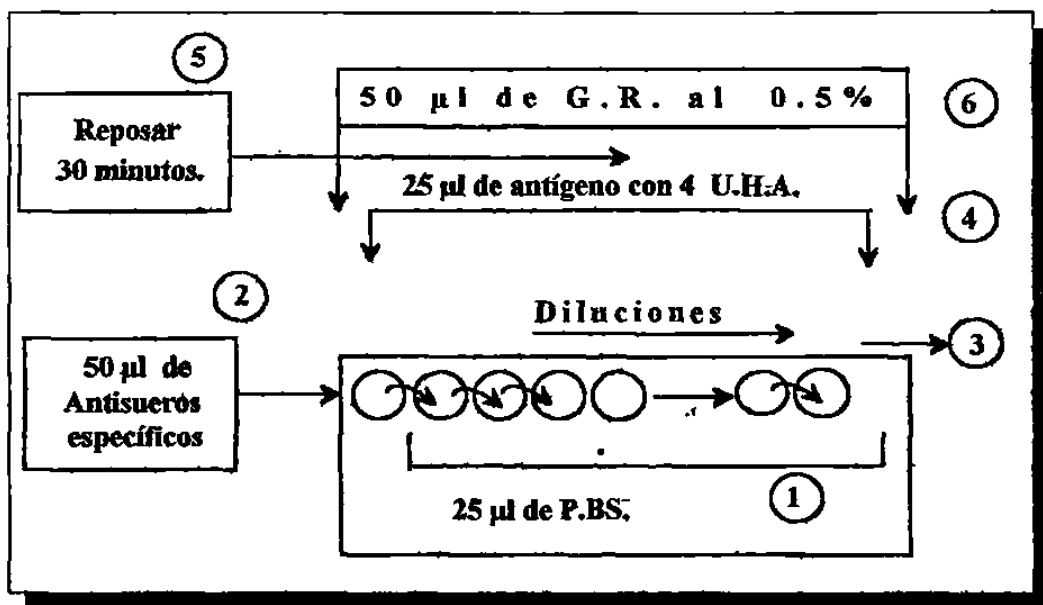 5
50 µl de G.R. al 0.5%
6
Reposar
30 minutos.
25 µl de antígeno con 4 U.H.A.
4
2
Diluciones
3
50 µl de
Antisueros
específicos
1
25 µl de P.BS.